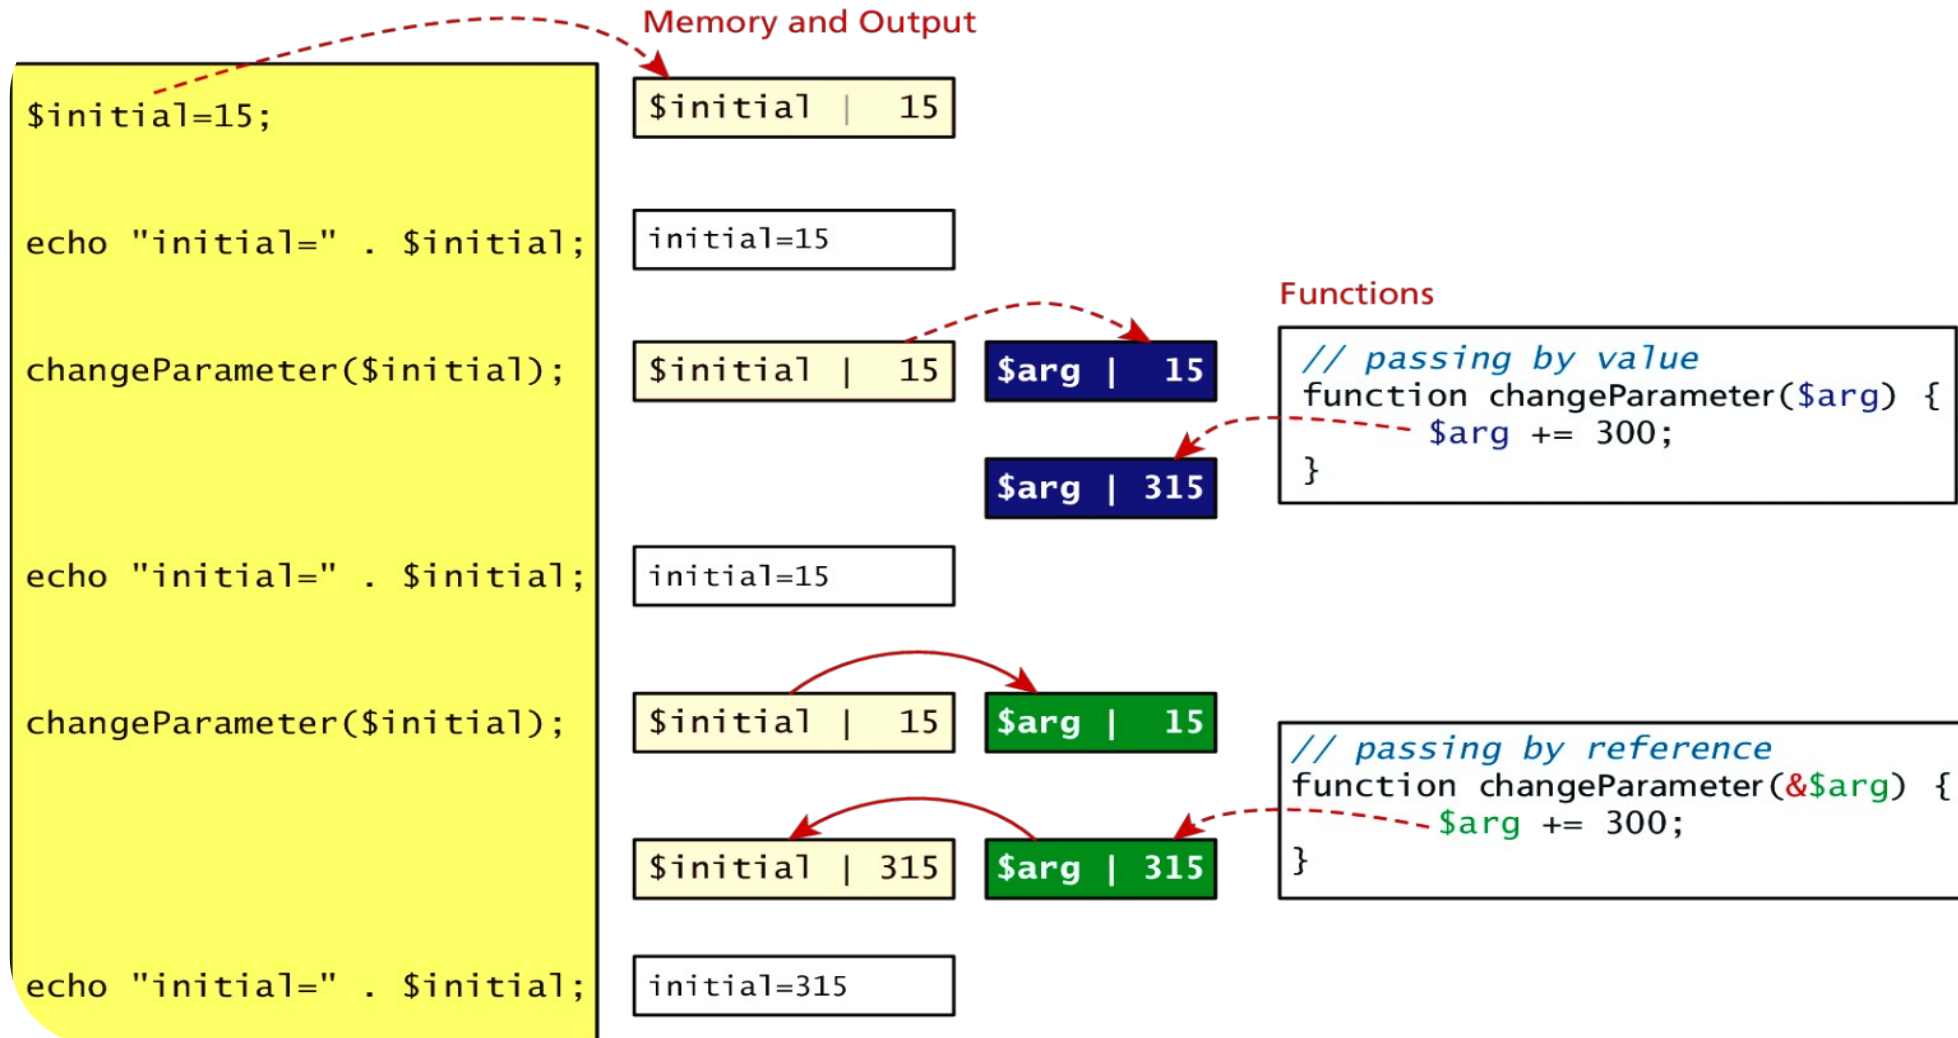 Memory and Output
$initial=15;
$initial | 15
echo "initial=" . $initial;
initial=15
Functions
changeParameter($initial);
$initial | 15
$arg | 15
// passing by value
function changeParameter($arg) {
$arg += 300;
}
$arg | 315
echo "initial=" . $initial;
initial=15
changeParameter($initial);
$initial | 15
$arg | 15
// passing by reference
function changeParameter(&$arg) {
$arg += 300;
}
$initial | 315
$arg | 315
echo "initial=" . $initial;
initial=315